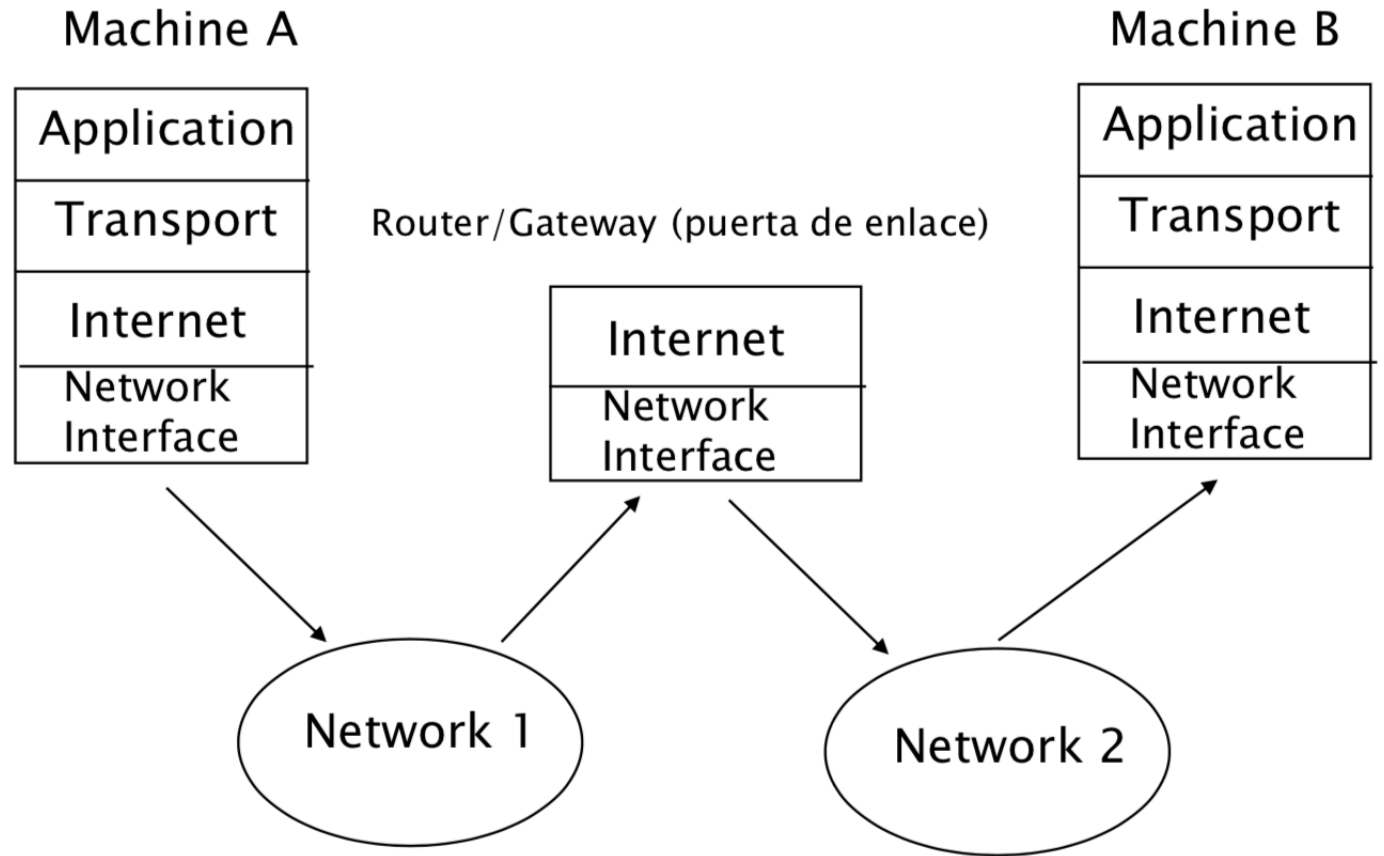 Machine A
Machine B
Application
Transport
Internet
Network
Interface
Router/Gateway (puerta de enlace)
Internet
Network
Interface
Application
Transport
Internet
Network
Interface
Network 1
Network 2